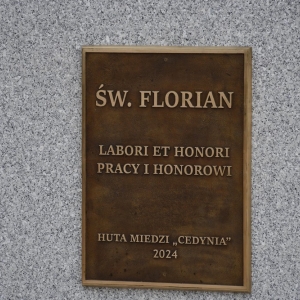 ŚW. FLORIAN
LABORI ET HONORI
PRACY I HONOROWI
HUTA MIEDZI „CEDYNIA”
2024